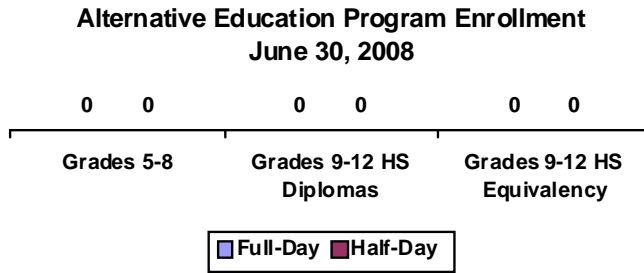 Alternative Education Program Enrollment
June 30, 2008
0 0 0 0 0 0
Grades 5-8 Grades 9-12 HS Diplomas Grades 9-12 HS Equivalency
Full-Day Half-Day